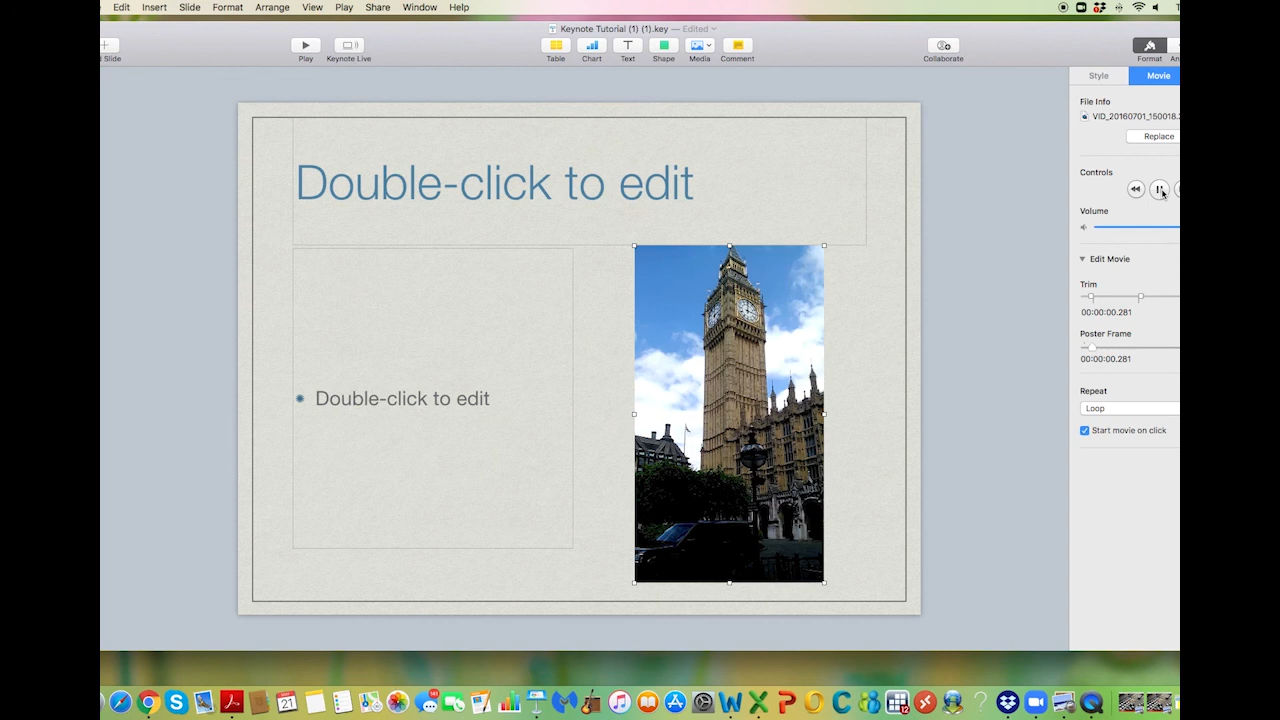 Edit Insert Slide Format Arrange View Play Share Window Help
Keynote Tutorial (1) (1).key — Edited
Slide
Play
Keynote Live
Table
Chart
Text
Shape
Media
Comment
Collaborate
Format
Style
Movie
File Info
VID_20160701_150018.
Replace
Controls
Volume
Edit Movie
Trim
00:00:00.281
Poster Frame
00:00:00.281
Repeat
Loop
Start movie on click
Double-click to edit
Double-click to edit